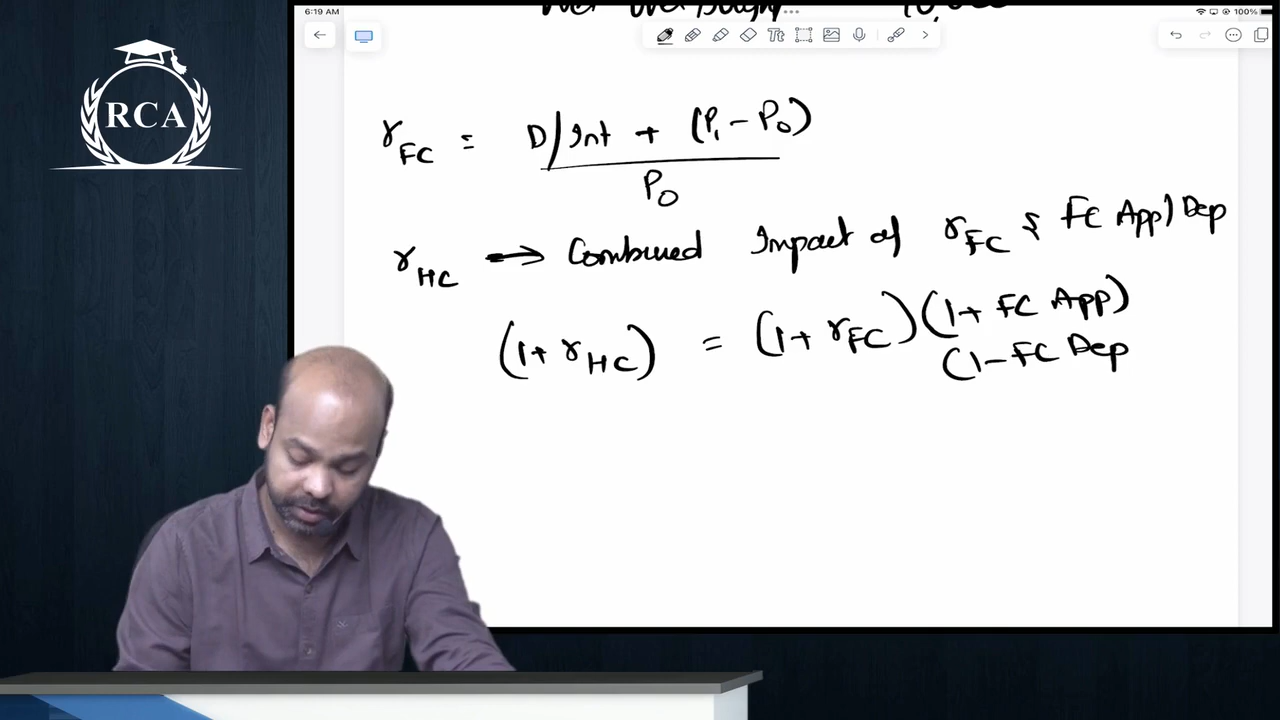 6:19 AM
100%
RCA
Tt
r_FC = D/Int + (P₁ - P₀)
P₀
r_HC → Combined Impact of r_FC & FC App/Dep
(1 + r_HC) = (1 + r_FC)(1 + FC App)
(1 - FC Dep